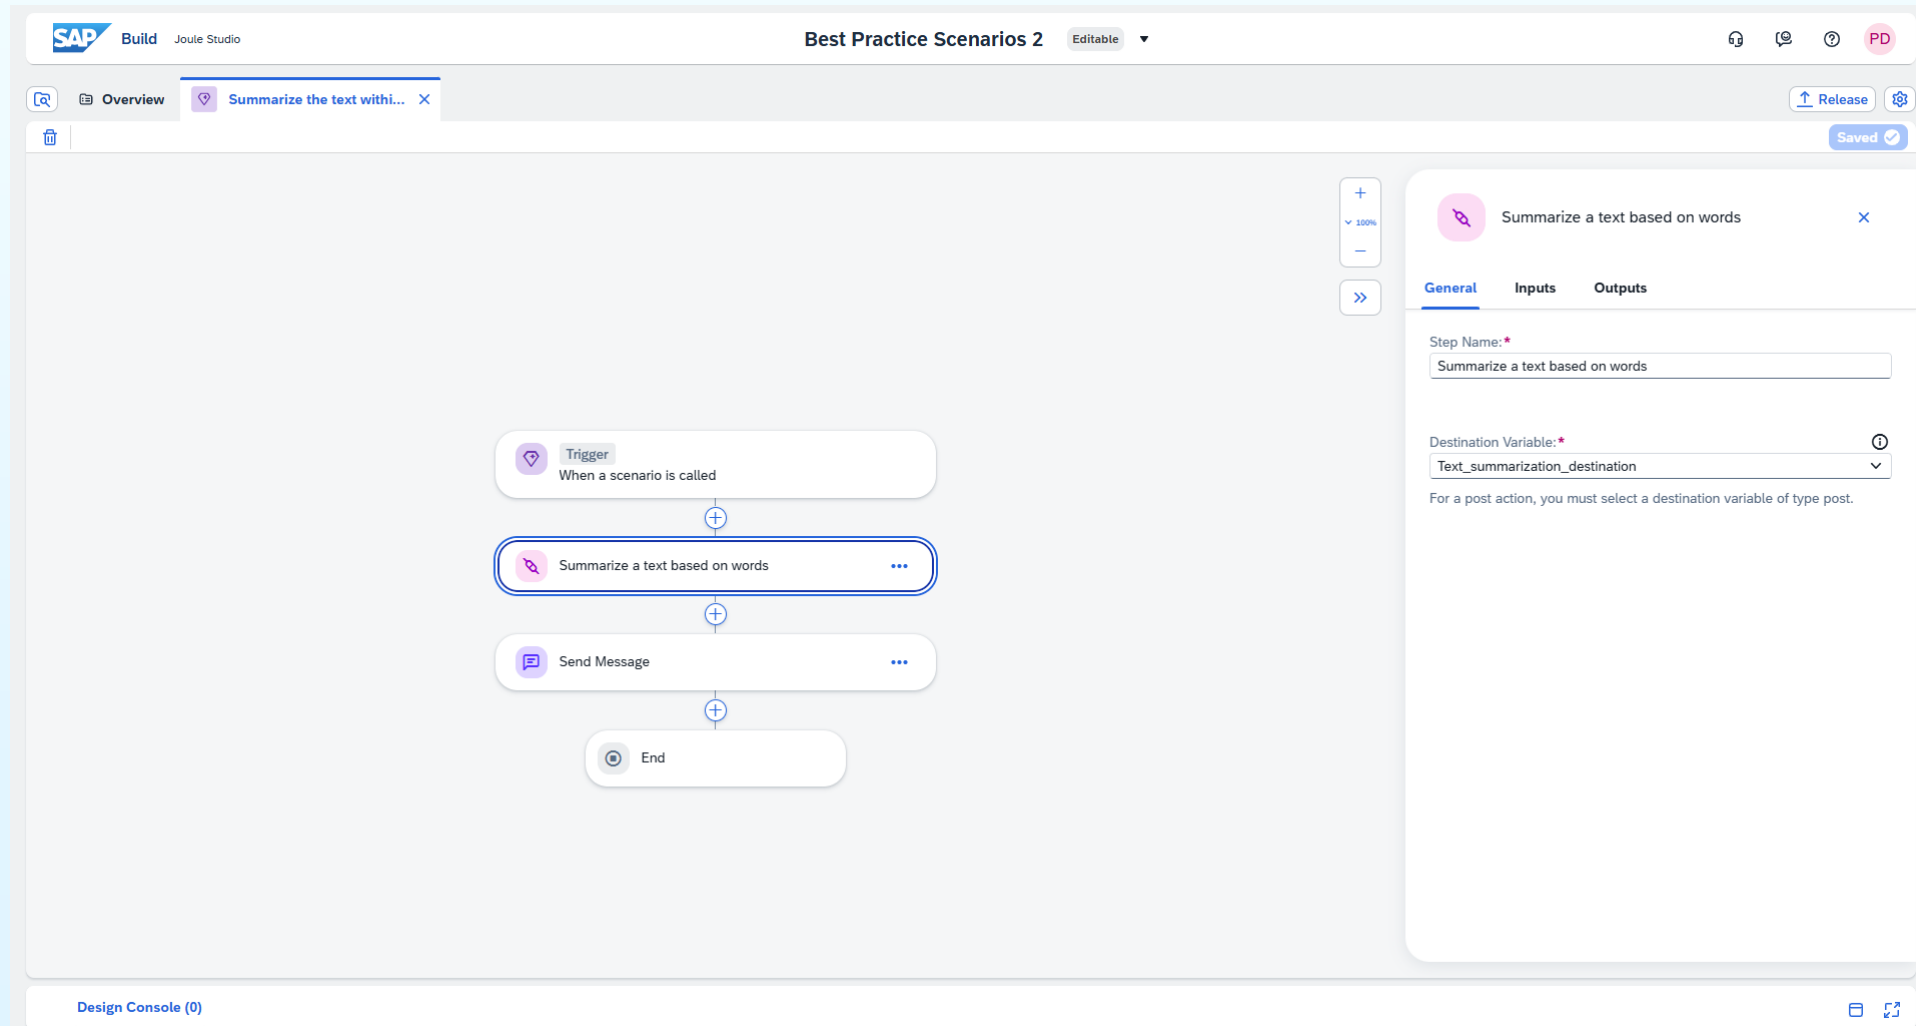 SAP Build Joule Studio
Best Practice Scenarios 2 Editable
PD
Overview
Summarize the text withi...
Release
Saved
100%
Trigger
When a scenario is called
Summarize a text based on words
Send Message
End
Summarize a text based on words
General Inputs Outputs
Step Name:*
Summarize a text based on words
Destination Variable:*
Text_summarization_destination
For a post action, you must select a destination variable of type post.
Design Console (0)